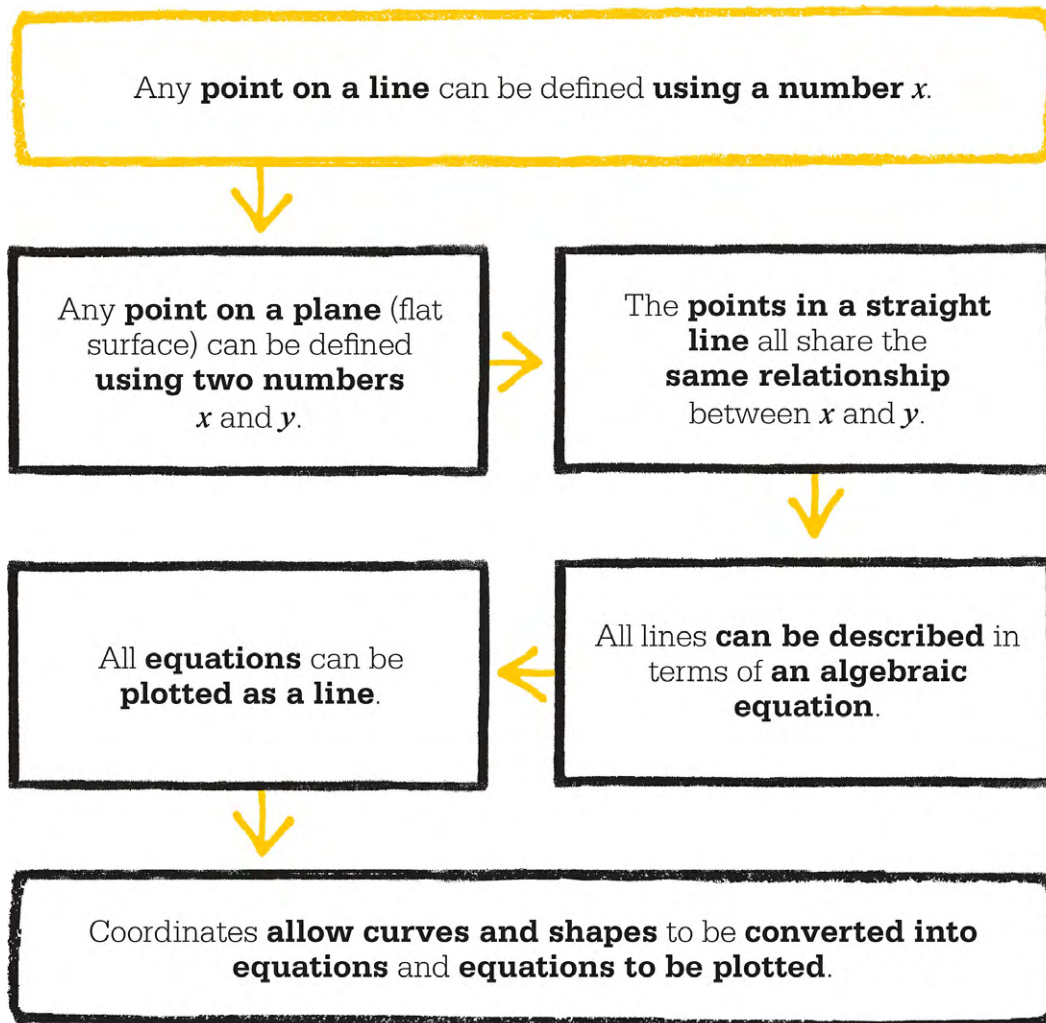 Any point on a line can be defined using a number x.
Any point on a plane (flat
surface) can be defined
using two numbers
x and y.
The points in a straight
line all share the
same relationship
between x and y.
All lines can be described in
terms of an algebraic
equation.
All equations can be
plotted as a line.
Coordinates allow curves and shapes to be converted into
equations and equations to be plotted.